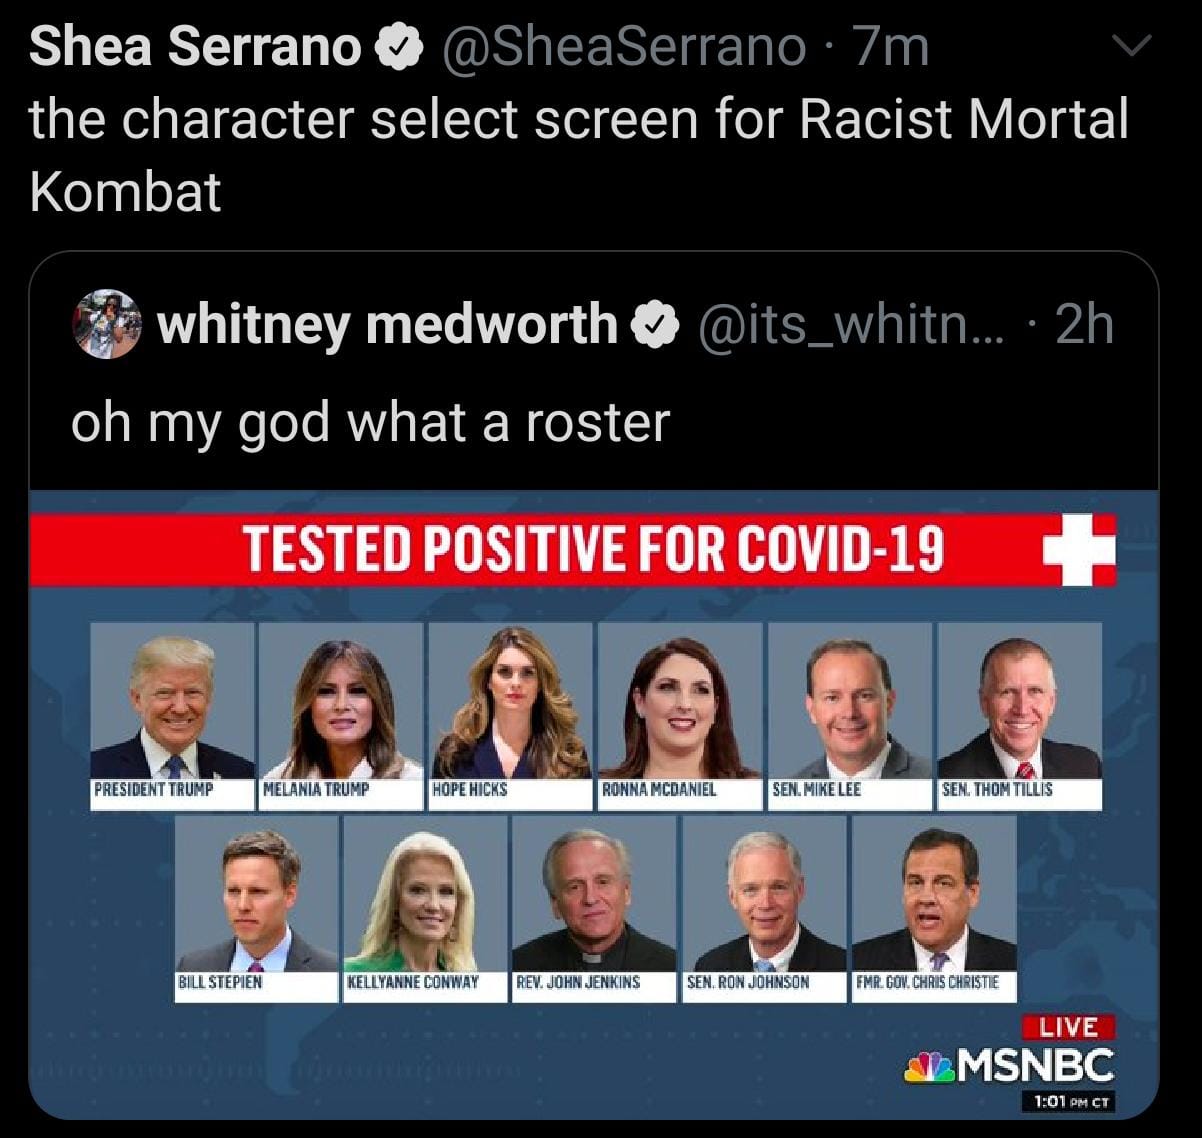 Shea Serrano @SheaSerrano · 7m
the character select screen for Racist Mortal
Kombat
whitney medworth @its_whitn... · 2h
oh my god what a roster
TESTED POSITIVE FOR COVID-19
PRESIDENT TRUMP MELANIA TRUMP HOPE HICKS RONNA MCDANIEL SEN. MIKE LEE SEN. THOM TILLIS
BILL STEPIEN KELLYANNE CONWAY REV. JOHN JENKINS SEN. RON JOHNSON FMR. GOV. CHRIS CHRISTIE
LIVE
MSNBC
1:01 PM CT